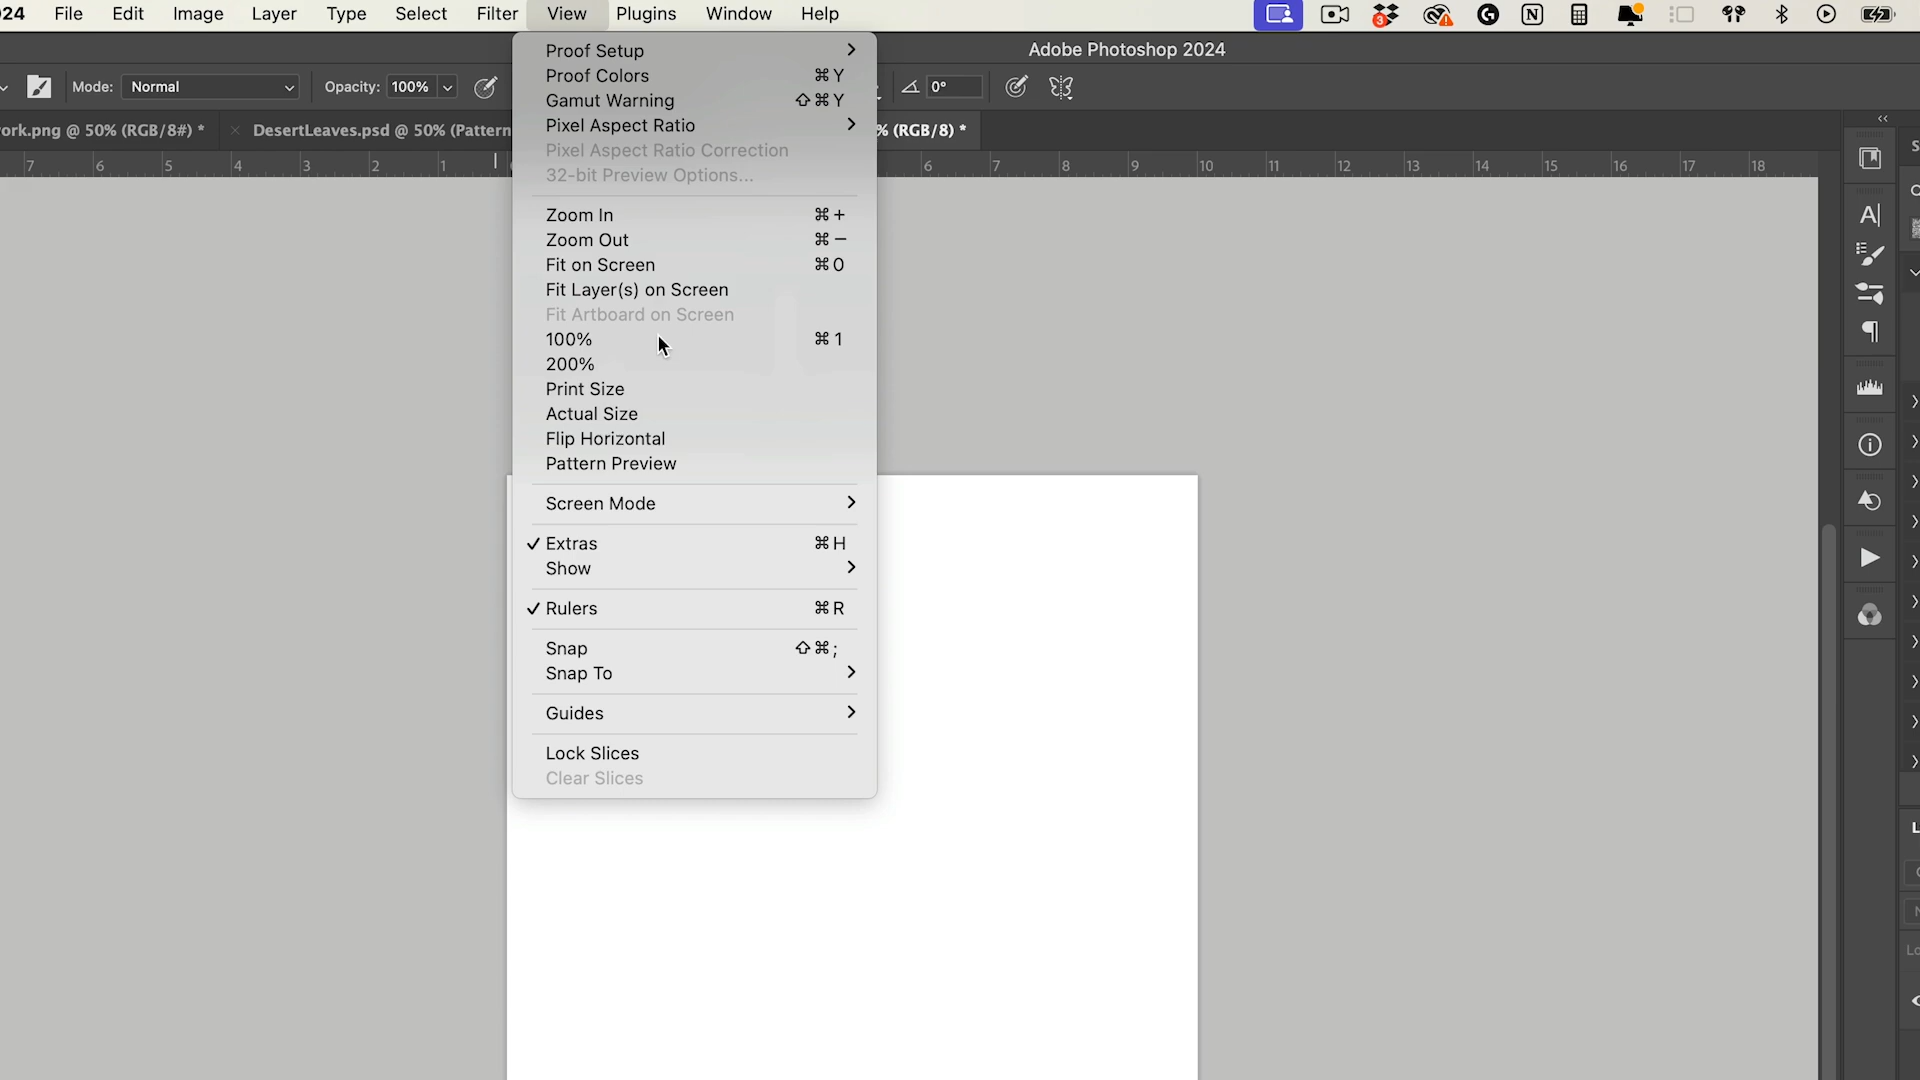 24 File Edit Image Layer Type Select Filter View Plugins Window Help
3
Adobe Photoshop 2024
Mode: Normal Opacity: 100% 0°
ork.png @ 50% (RGB/8#) * × DesertLeaves.psd @ 50% (Pattern % (RGB/8) *
7 6 5 4 3 2 1 6 7 8 9 10 11 12 13 14 15 16 17 18
Proof Setup
Proof Colors ⌘Y
Gamut Warning ⇧⌘Y
Pixel Aspect Ratio
Pixel Aspect Ratio Correction
32-bit Preview Options...
Zoom In ⌘+
Zoom Out ⌘−
Fit on Screen ⌘0
Fit Layer(s) on Screen
Fit Artboard on Screen
100% ⌘1
200%
Print Size
Actual Size
Flip Horizontal
Pattern Preview
Screen Mode
✓ Extras ⌘H
Show
✓ Rulers ⌘R
Snap ⇧⌘;
Snap To
Guides
Lock Slices
Clear Slices